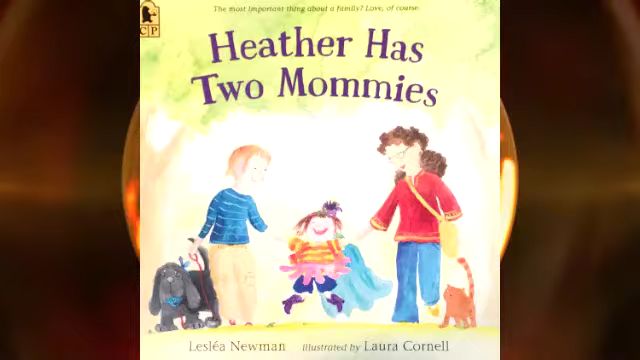 The most important thing about a family? Love, of course.
CP
Heather Has
Two Mommies
Lesléa Newman illustrated by Laura Cornell